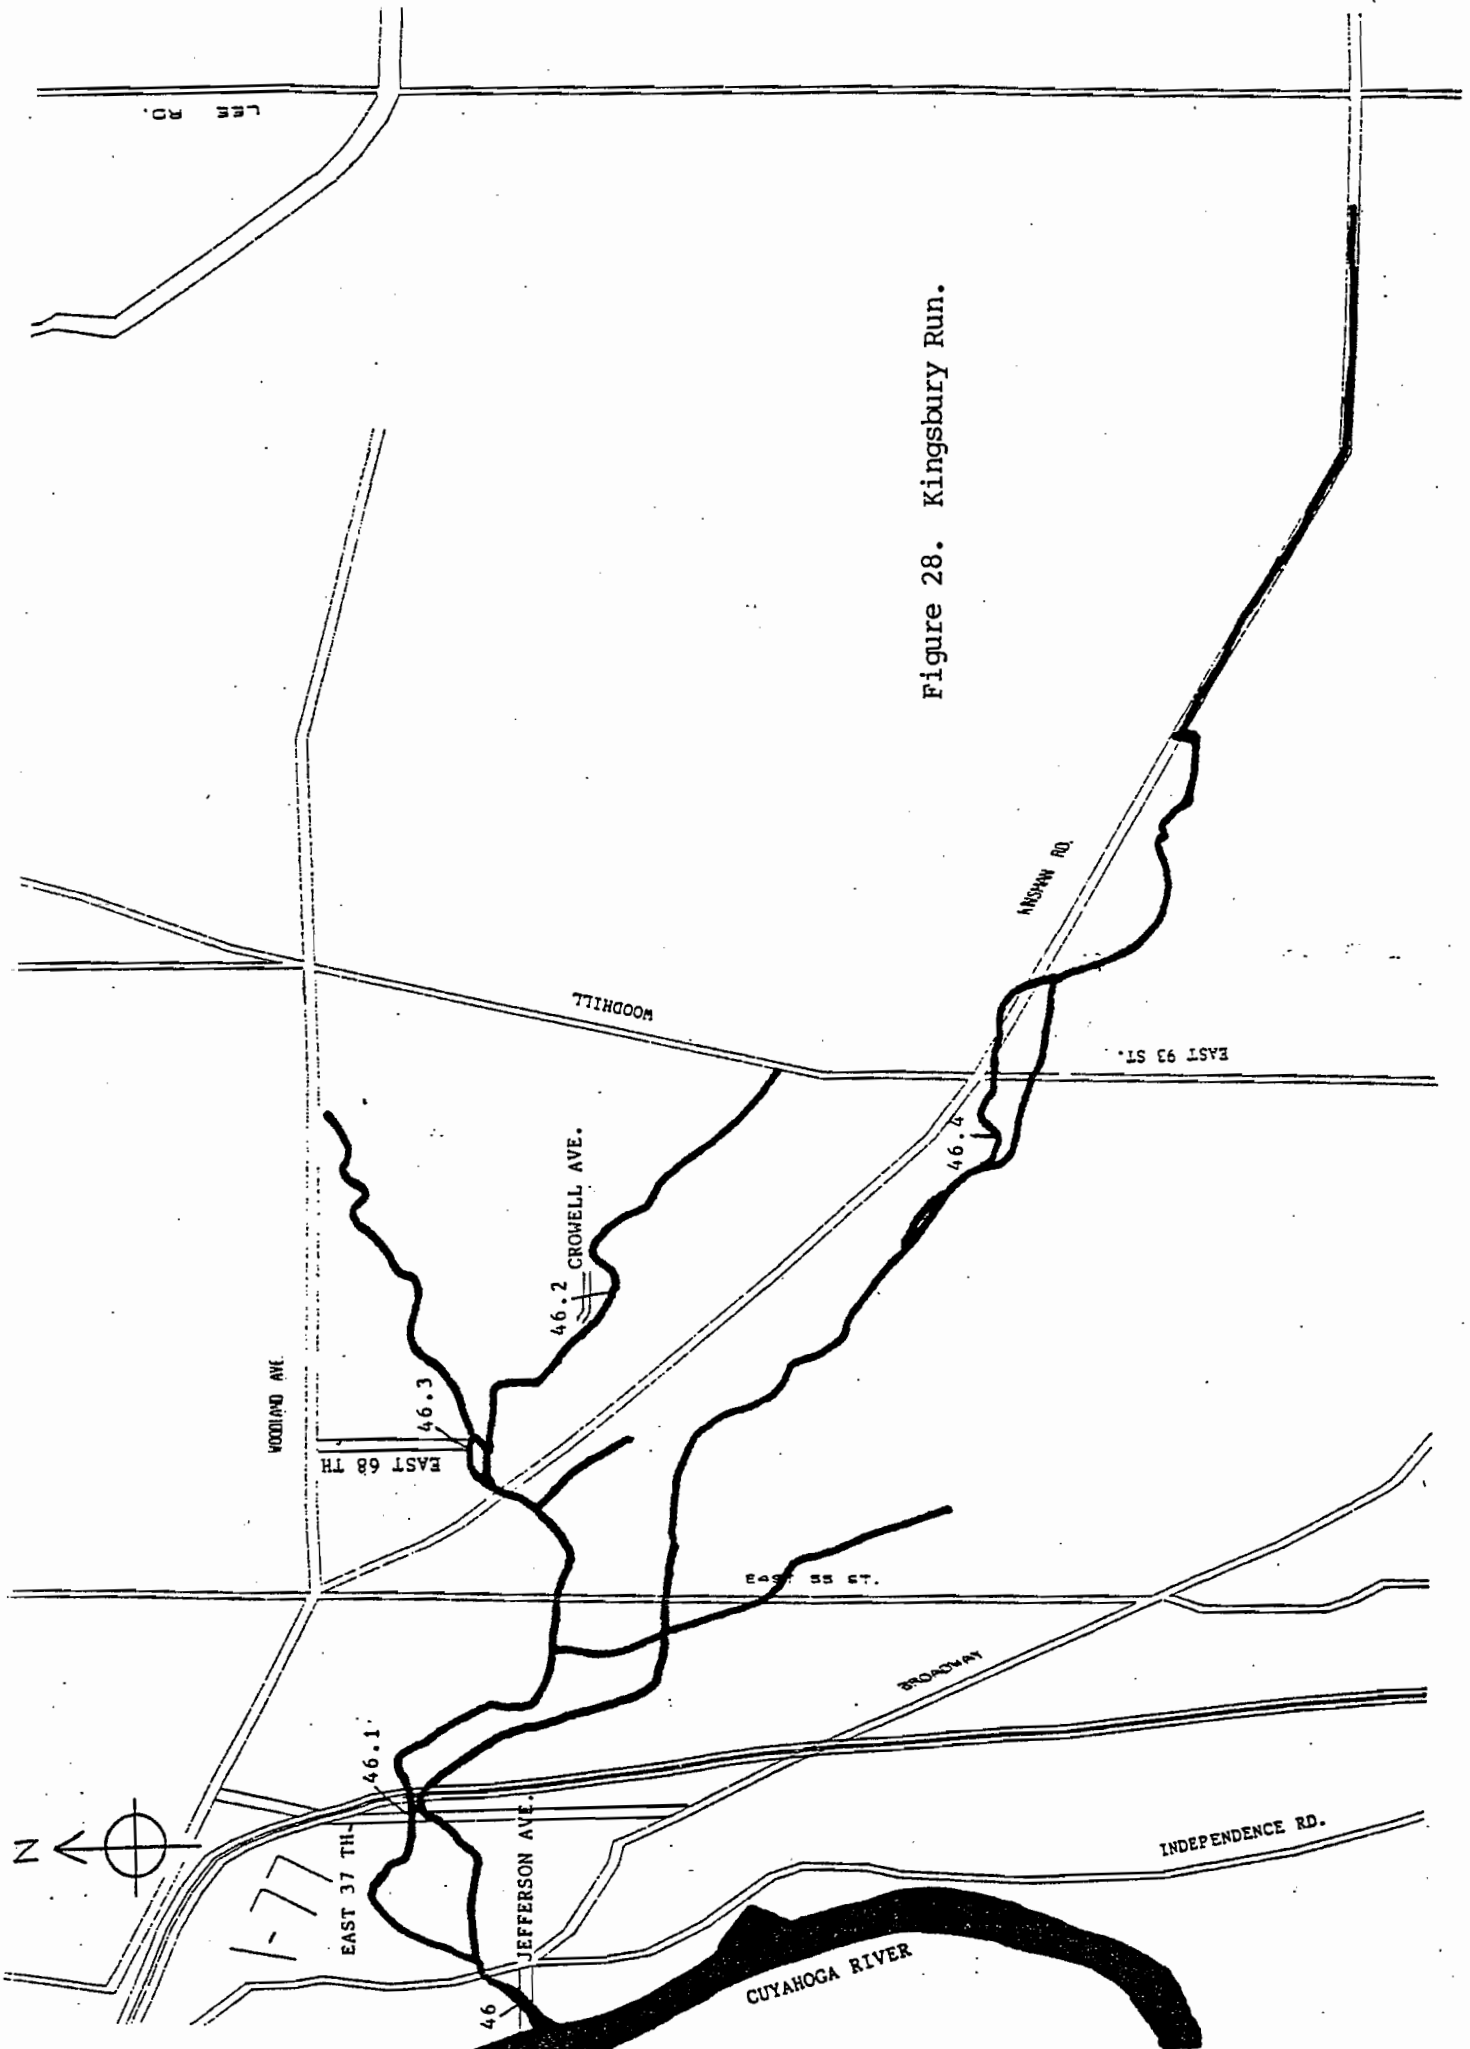 LEE RD.
Figure 28. Kingsbury Run.
WOODHILL
EAST 93 ST.
46.4
CROWELL AVE.
46.2
WOODLAND AVE.
46.3
EAST 68 TH
EAST 55 ST.
BROADWAY
46.1
N
I-77
EAST 37 TH
JEFFERSON AVE.
INDEPENDENCE RD.
CUYAHOGA RIVER
46